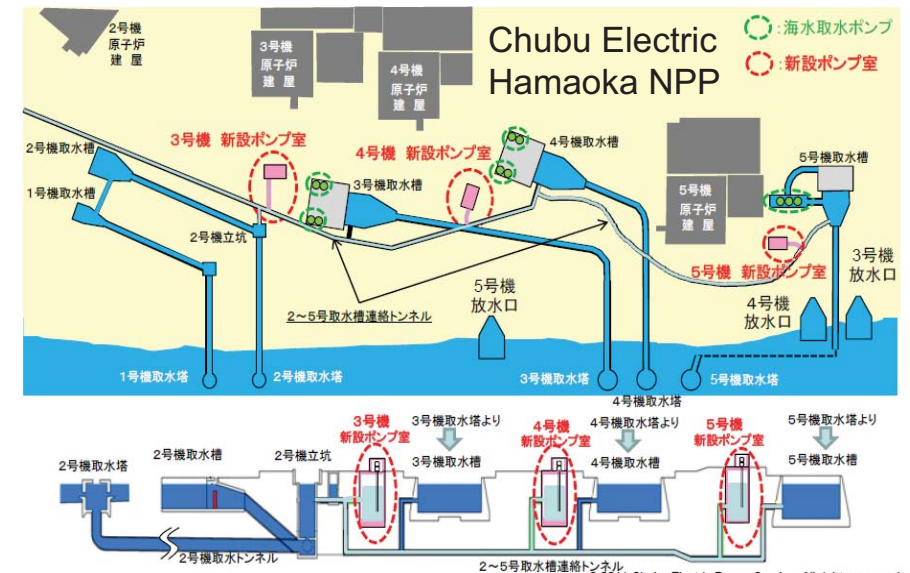 2号機
原子炉
建 屋
3号機
原子炉
建 屋
4号機
原子炉
建 屋
Chubu Electric
Hamaoka NPP
:海水取水ポンプ
:新設ポンプ室
2号機取水槽
3号機 新設ポンプ室
4号機 新設ポンプ室
4号機取水槽
5号機取水槽
1号機取水槽
3号機取水槽
5号機
原子炉
建 屋
2号機立坑
5号機 新設ポンプ室
3号機
放水口
5号機
放水口
4号機
放水口
2～5号取水槽連絡トンネル
1号機取水塔
2号機取水塔
3号機取水塔
4号機取水塔
5号機取水塔
3号機
新設ポンプ室
3号機取水塔より
4号機
新設ポンプ室
4号機取水塔より
5号機
新設ポンプ室
5号機取水塔より
2号機取水塔
2号機取水槽
2号機立坑
3号機取水槽
4号機取水槽
5号機取水槽
2号機取水トンネル
2～5号取水槽連絡トンネル